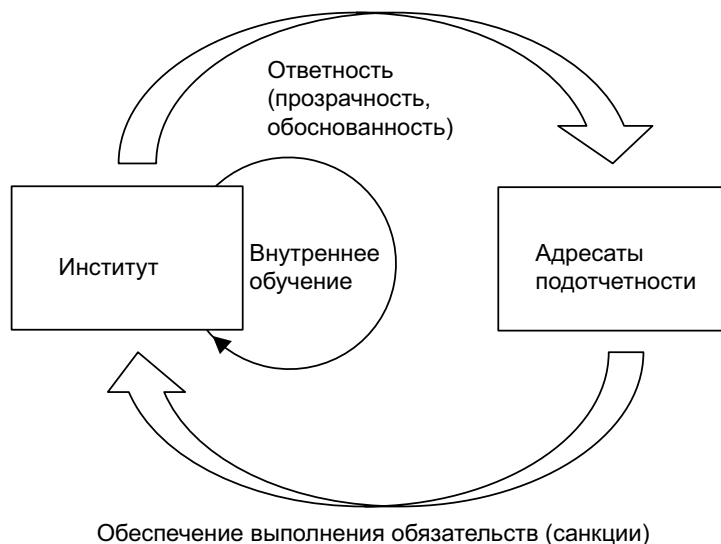 Ответность
(прозрачность,
обоснованность)
Институт
Внутреннее
обучение
Адресаты
подотчетности
Обеспечение выполнения обязательств (санкции)